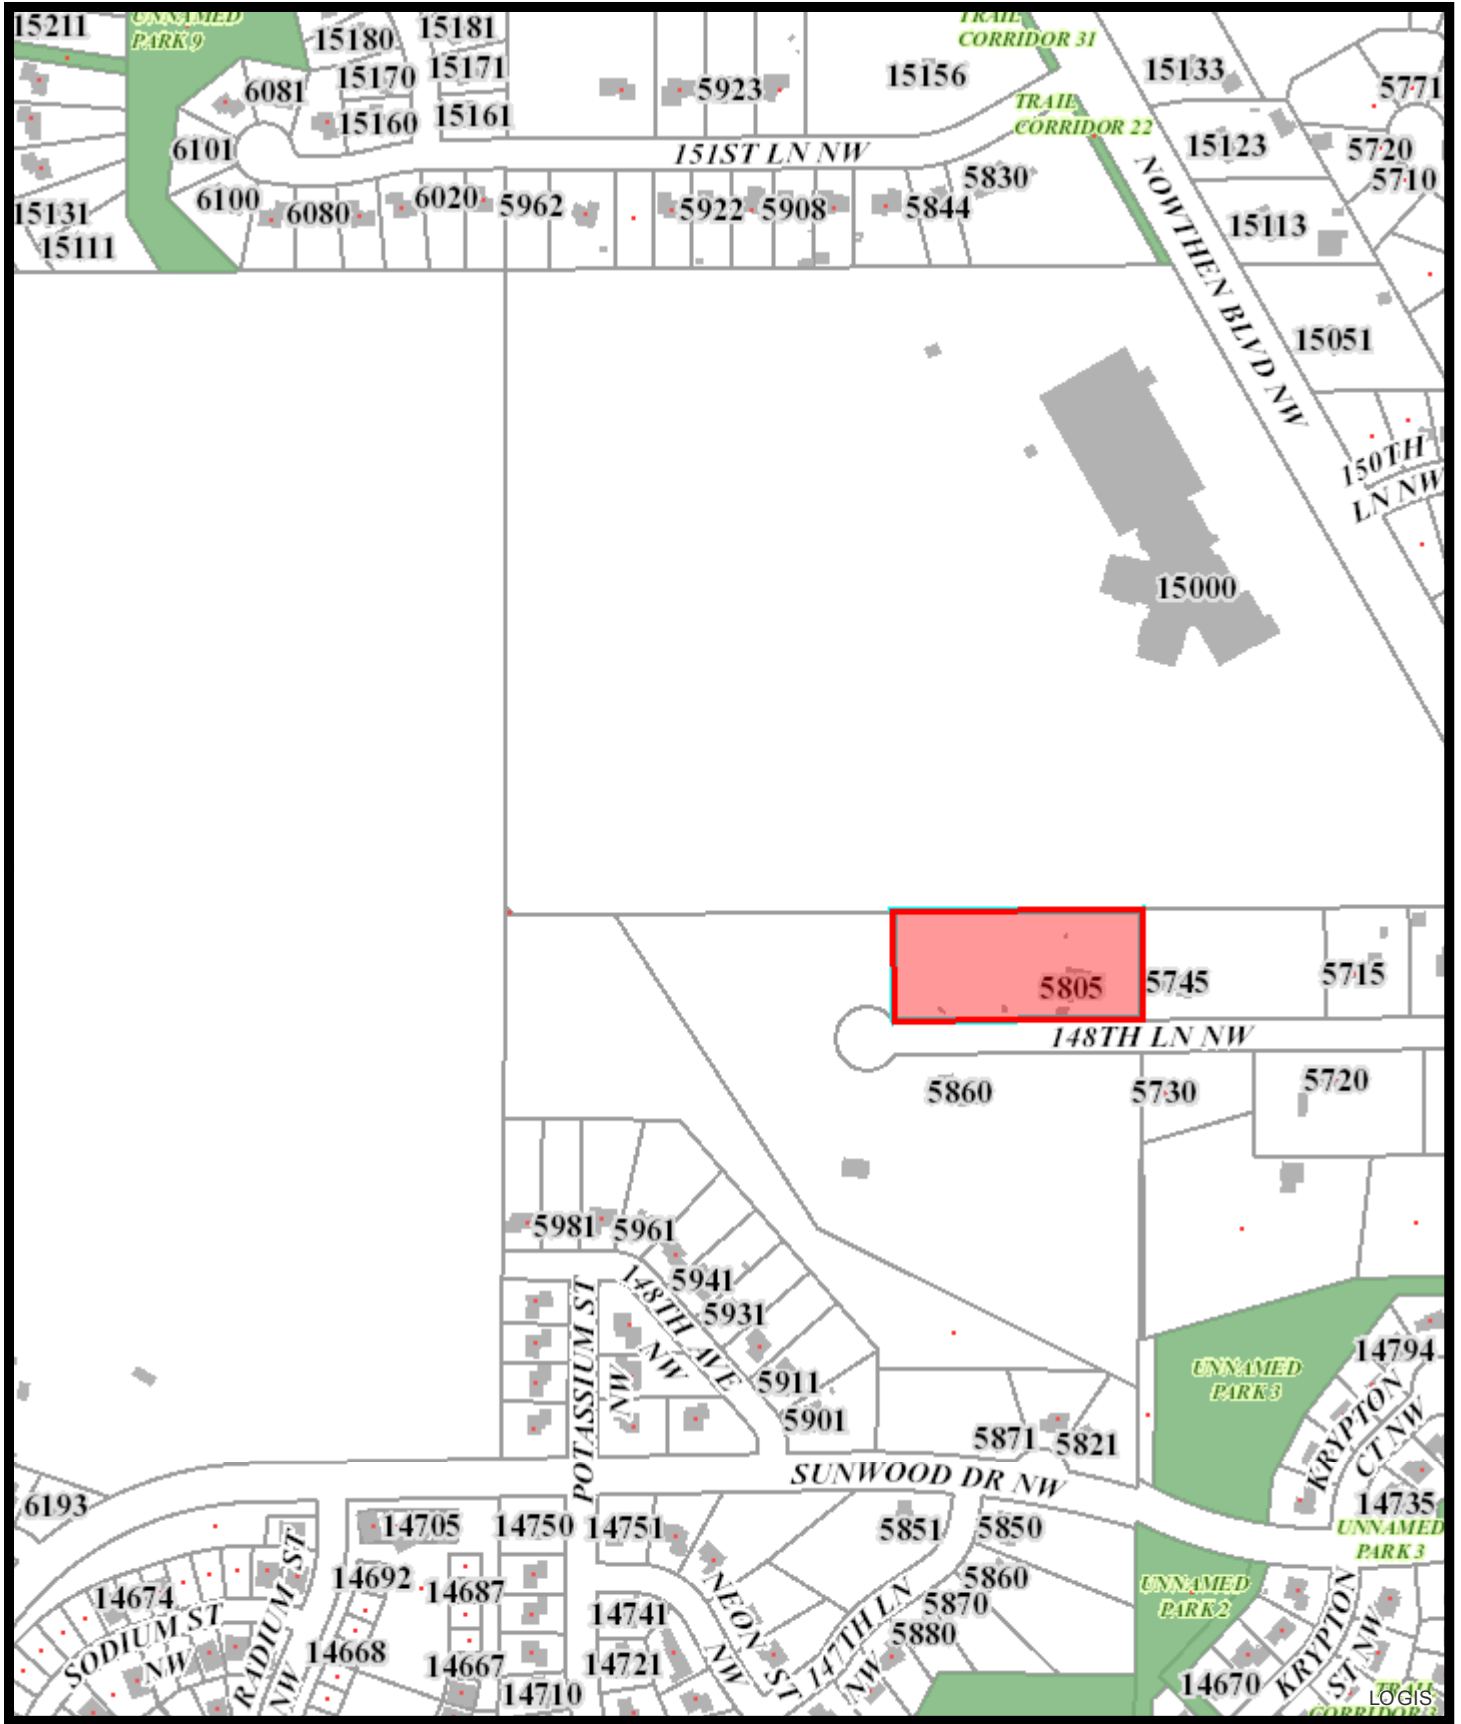 15211
UNNAMED
PARK 9
15180
15181
TRAIL
CORRIDOR 31
15133
6081
15170
15171
5923
15156
5771
TRAIL
CORRIDOR 22
15160
15161
6101
151ST LN NW
15123
5720
5710
6100
6080
6020
5962
5922
5908
5844
5830
15131
15111
15113
NOWTHEN BLVD NW
15051
150TH
LN NW
15000
5805
5745
5715
148TH LN NW
5860
5730
5720
5981
5961
5941
5931
148TH AVE
NW
POTASSIUM ST
NW
5911
5901
UNNAMED
PARK 3
14794
KRYPTON
CT NW
5871
5821
SUNWOOD DR NW
6193
14705
14750
14751
5851
5850
14735
UNNAMED
PARK 3
14674
SODIUM ST
NW
RADIUM ST
NW
14692
14687
14668
14667
14741
14721
14710
NEON ST
NW
147TH LN
NW
5860
5870
5880
UNNAMED
PARK 2
14670
KRYPTON
ST NW
TRAIL
CORRIDOR 3
LOGIS